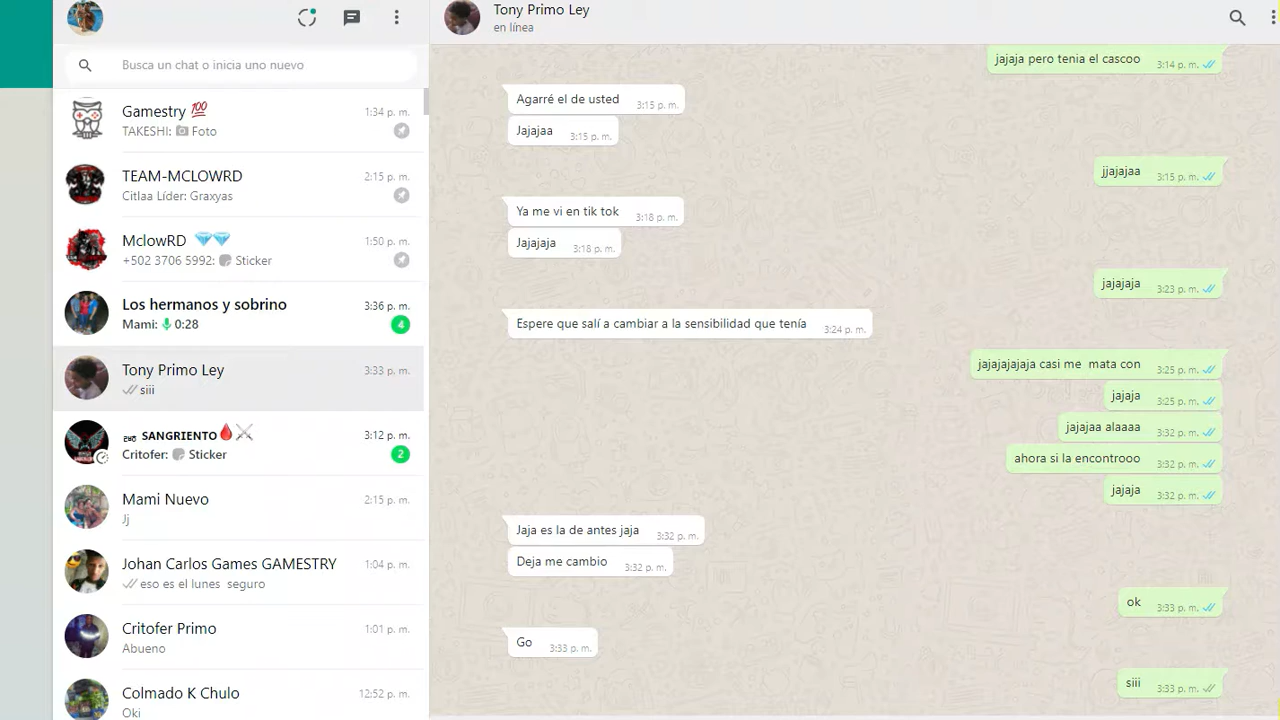 Busca un chat o inicia uno nuevo
Gamestry 💯 1:34 p. m.
TAKESHI: Foto
TEAM-MCLOWRD 2:15 p. m.
Citlaa Líder: Graxyas
MclowRD 💎💎 1:50 p. m.
+502 3706 5992: Sticker
Los hermanos y sobrino 3:36 p. m.
Mami: 0:28 4
Tony Primo Ley 3:33 p. m.
siii
SANGRIENTO🩸⚔ 3:12 p. m.
Critofer: Sticker 2
Mami Nuevo 2:15 p. m.
Jj
Johan Carlos Games GAMESTRY 1:04 p. m.
eso es el lunes seguro
Critofer Primo 1:01 p. m.
Abueno
Colmado K Chulo 12:52 p. m.
Oki
Tony Primo Ley
en línea
jajaja pero tenia el cascoo 3:14 p. m.
Agarré el de usted 3:15 p. m.
Jajajaa 3:15 p. m.
jjajajaa 3:15 p. m.
Ya me vi en tik tok 3:18 p. m.
Jajajaja 3:18 p. m.
jajajaja 3:23 p. m.
Espere que salí a cambiar a la sensibilidad que tenía 3:24 p. m.
jajajajajaja casi me mata con 3:25 p. m.
jajaja 3:25 p. m.
jajajaa alaaaa 3:32 p. m.
ahora si la encontrooo 3:32 p. m.
jajaja 3:32 p. m.
Jaja es la de antes jaja 3:32 p. m.
Deja me cambio 3:32 p. m.
ok 3:33 p. m.
Go 3:33 p. m.
siii 3:33 p. m.